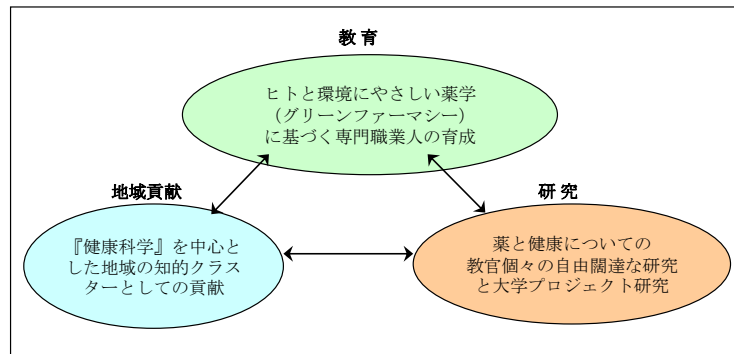 教 育
ヒトと環境にやさしい薬学
(グリーンファーマシー)
に基づく専門職業人の育成
地域貢献
『健康科学』を中心と
した地域の知的クラス
ターとしての貢献
研 究
薬と健康についての
教官個々の自由闊達な研究
と大学プロジェクト研究